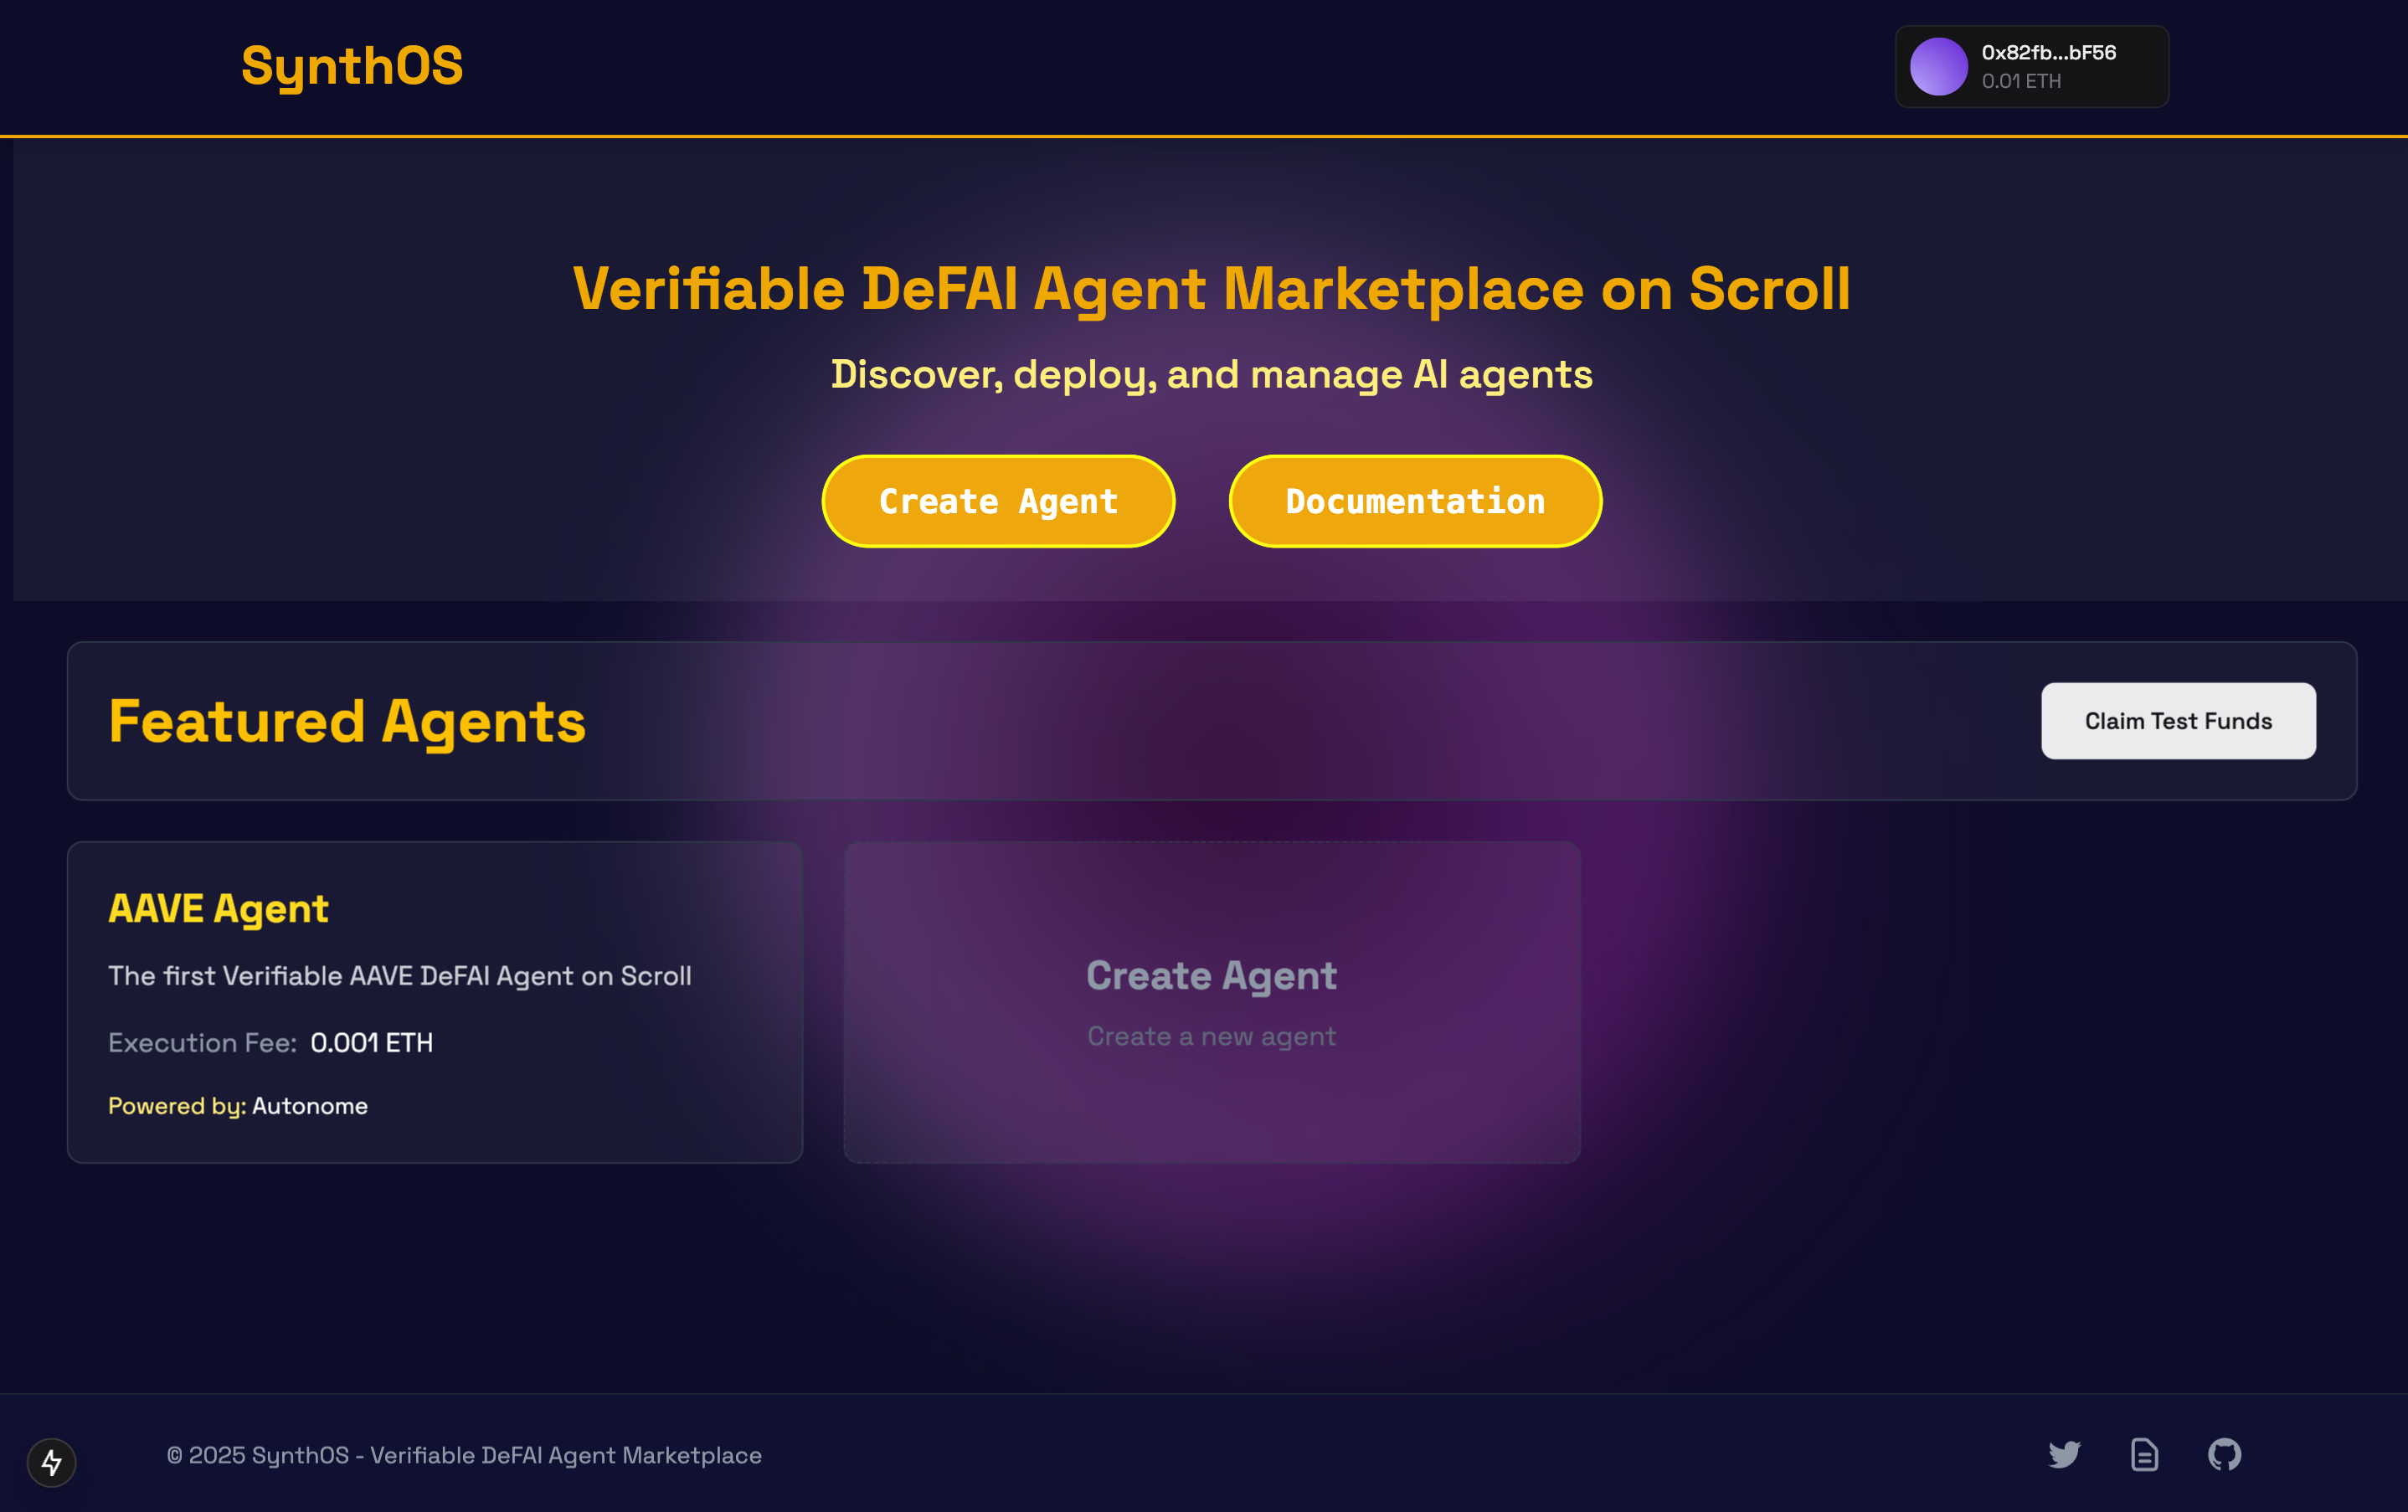 SynthOS
0x82fb...bF56
0.01 ETH
Verifiable DeFAI Agent Marketplace on Scroll
Discover, deploy, and manage AI agents
Create Agent
Documentation
Featured Agents
Claim Test Funds
AAVE Agent
The first Verifiable AAVE DeFAI Agent on Scroll
Execution Fee: 0.001 ETH
Powered by: Autonome
Create Agent
Create a new agent
© 2025 SynthOS - Verifiable DeFAI Agent Marketplace